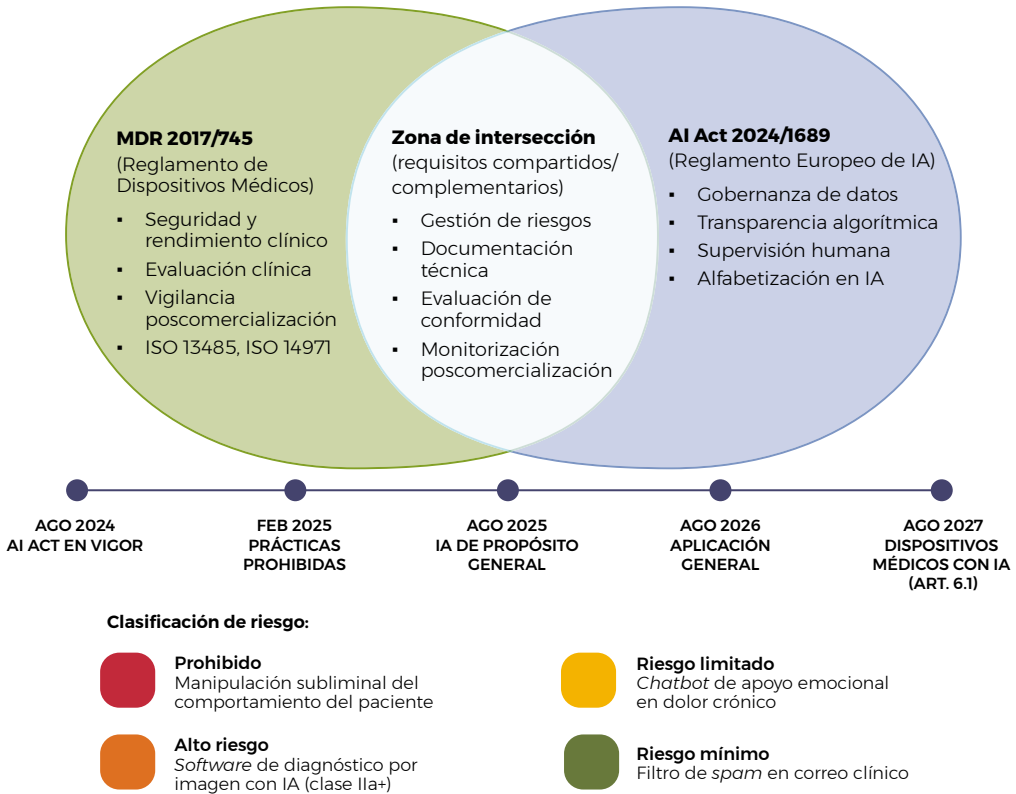 MDR 2017/745
(Reglamento de
Dispositivos Médicos)
▪ Seguridad y
rendimiento clínico
▪ Evaluación clínica
▪ Vigilancia
poscomercialización
▪ ISO 13485, ISO 14971
Zona de intersección
(requisitos compartidos/
complementarios)
▪ Gestión de riesgos
▪ Documentación
técnica
▪ Evaluación de
conformidad
▪ Monitorización
poscomercialización
AI Act 2024/1689
(Reglamento Europeo de IA)
▪ Gobernanza de datos
▪ Transparencia algorítmica
▪ Supervisión humana
▪ Alfabetización en IA
AGO 2024
AI ACT EN VIGOR
FEB 2025
PRÁCTICAS
PROHIBIDAS
AGO 2025
IA DE PROPÓSITO
GENERAL
AGO 2026
APLICACIÓN
GENERAL
AGO 2027
DISPOSITIVOS
MÉDICOS CON IA
(ART. 6.1)
Clasificación de riesgo:
Prohibido
Manipulación subliminal del
comportamiento del paciente
Alto riesgo
Software de diagnóstico por
imagen con IA (clase IIa+)
Riesgo limitado
Chatbot de apoyo emocional
en dolor crónico
Riesgo mínimo
Filtro de spam en correo clínico